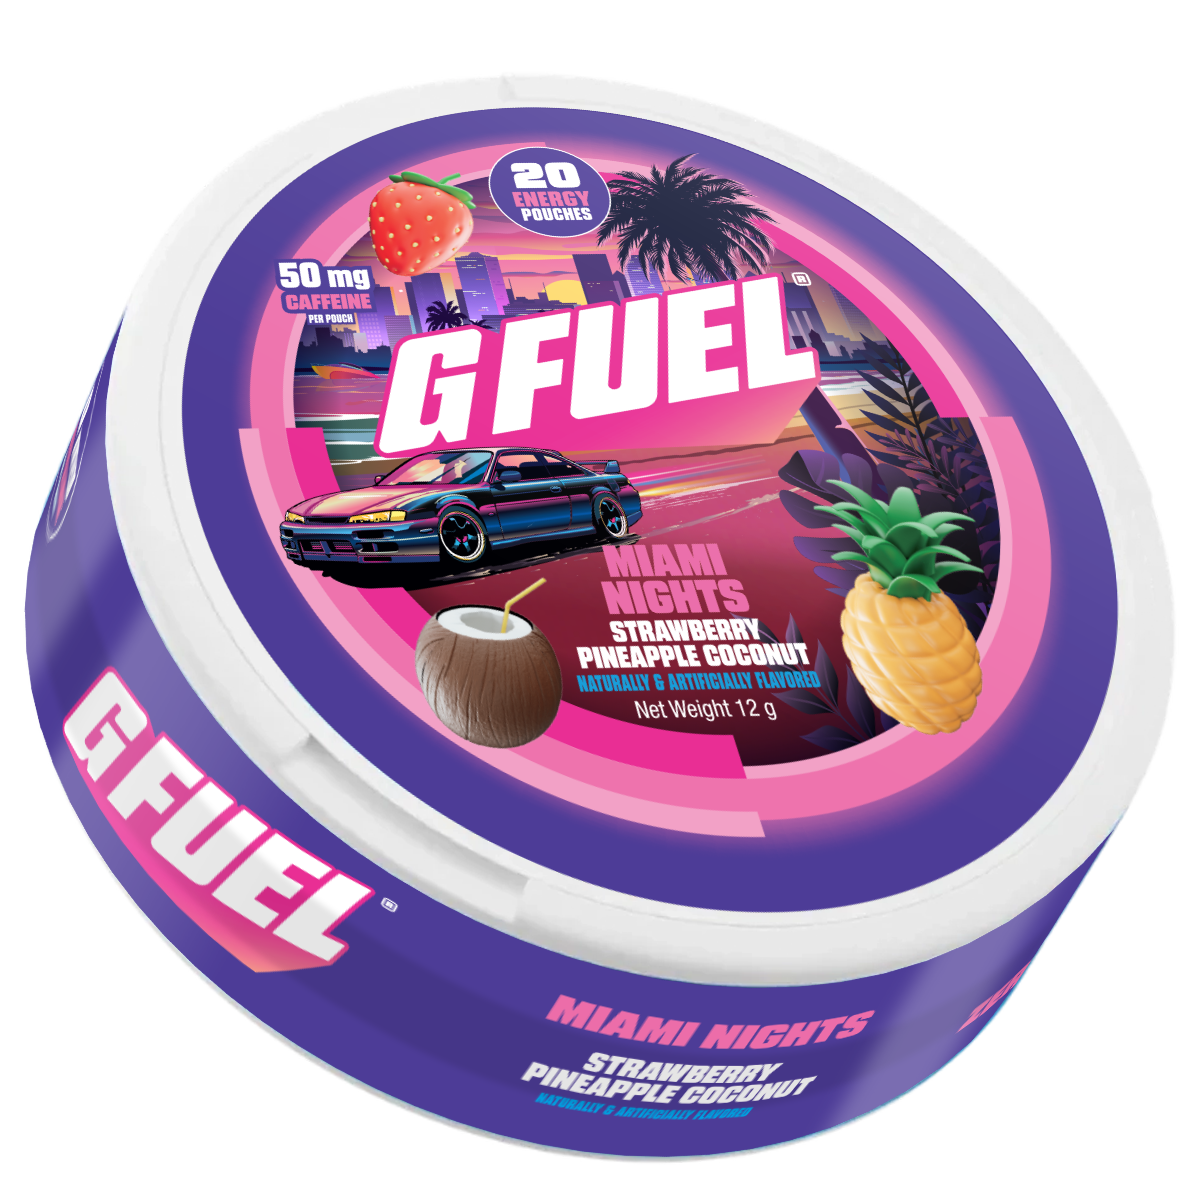 20
ENERGY
POUCHES
50 mg
CAFFEINE
PER POUCH
G FUEL®
MIAMI
NIGHTS
STRAWBERRY
PINEAPPLE COCONUT
NATURALLY & ARTIFICIALLY FLAVORED
Net Weight 12 g
G FUEL®
MIAMI NIGHTS
STRAWBERRY
PINEAPPLE COCONUT
NATURALLY & ARTIFICIALLY FLAVORED